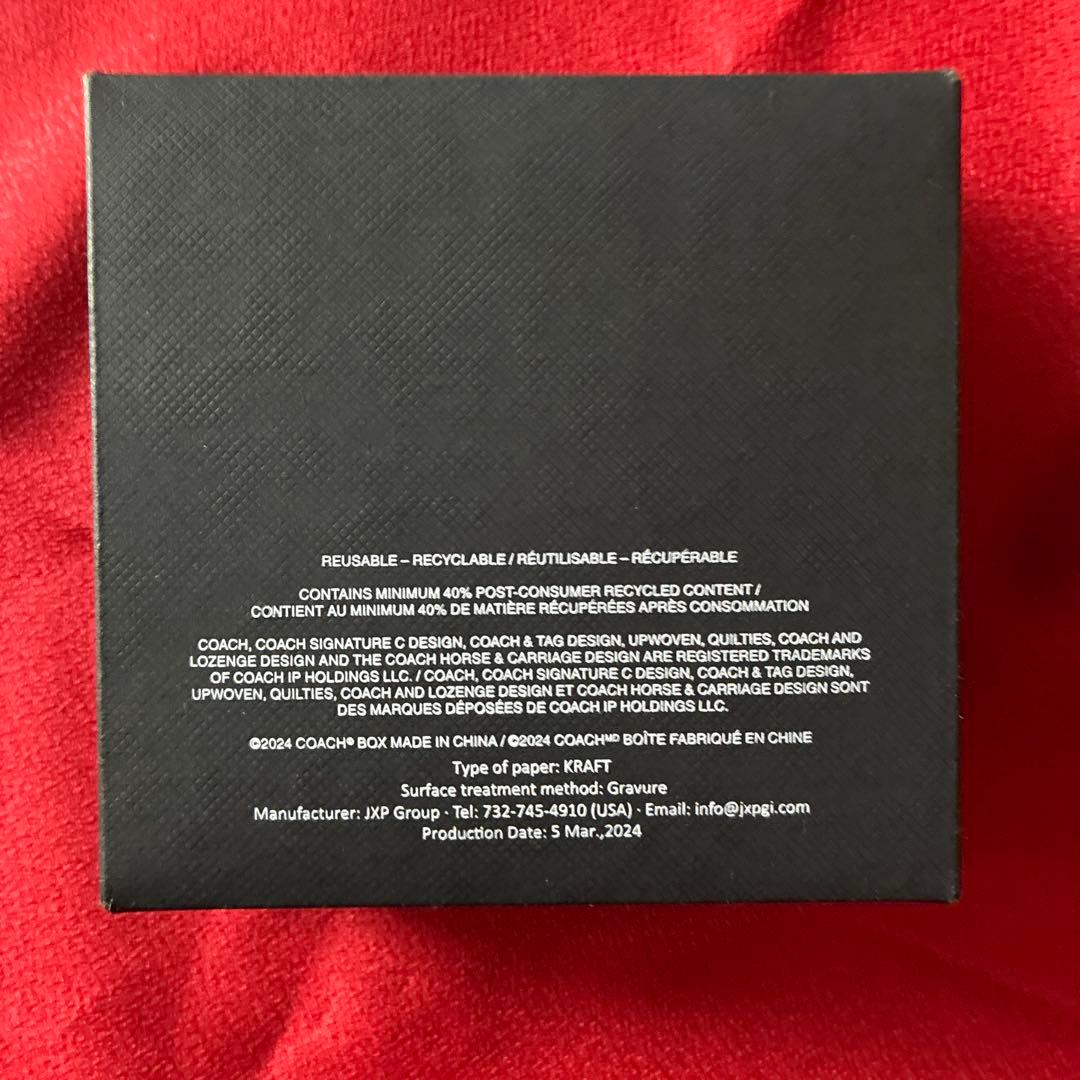 REUSABLE – RECYCLABLE / RÉUTILISABLE – RÉCUPÉRABLE
CONTAINS MINIMUM 40% POST-CONSUMER RECYCLED CONTENT /
CONTIENT AU MINIMUM 40% DE MATIÈRE RÉCUPÉRÉES APRÈS CONSOMMATION
COACH, COACH SIGNATURE C DESIGN, COACH & TAG DESIGN, UPWOVEN, QUILTIES, COACH AND
LOZENGE DESIGN AND THE COACH HORSE & CARRIAGE DESIGN ARE REGISTERED TRADEMARKS
OF COACH IP HOLDINGS LLC. / COACH, COACH SIGNATURE C DESIGN, COACH & TAG DESIGN,
UPWOVEN, QUILTIES, COACH AND LOZENGE DESIGN ET COACH HORSE & CARRIAGE DESIGN SONT
DES MARQUES DÉPOSÉES DE COACH IP HOLDINGS LLC.
©2024 COACH® BOX MADE IN CHINA / ©2024 COACHᴹᴰ BOÎTE FABRIQUÉ EN CHINE
Type of paper: KRAFT
Surface treatment method: Gravure
Manufacturer: JXP Group · Tel: 732-745-4910 (USA) · Email: info@jxpgi.com
Production Date: 5 Mar.,2024